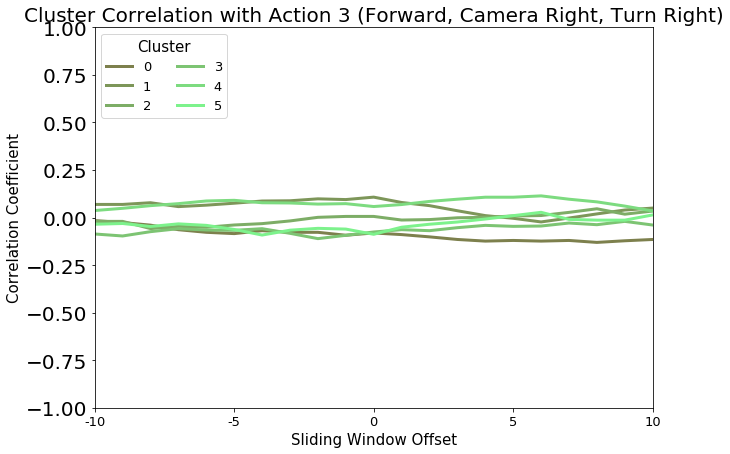 Cluster Correlation with Action 3 (Forward, Camera Right, Turn Right)
Cluster
0 3
1 4
2 5
1.00
0.75
0.50
0.25
0.00
−0.25
−0.50
−0.75
−1.00
Correlation Coefficient
-10 -5 0 5 10
Sliding Window Offset